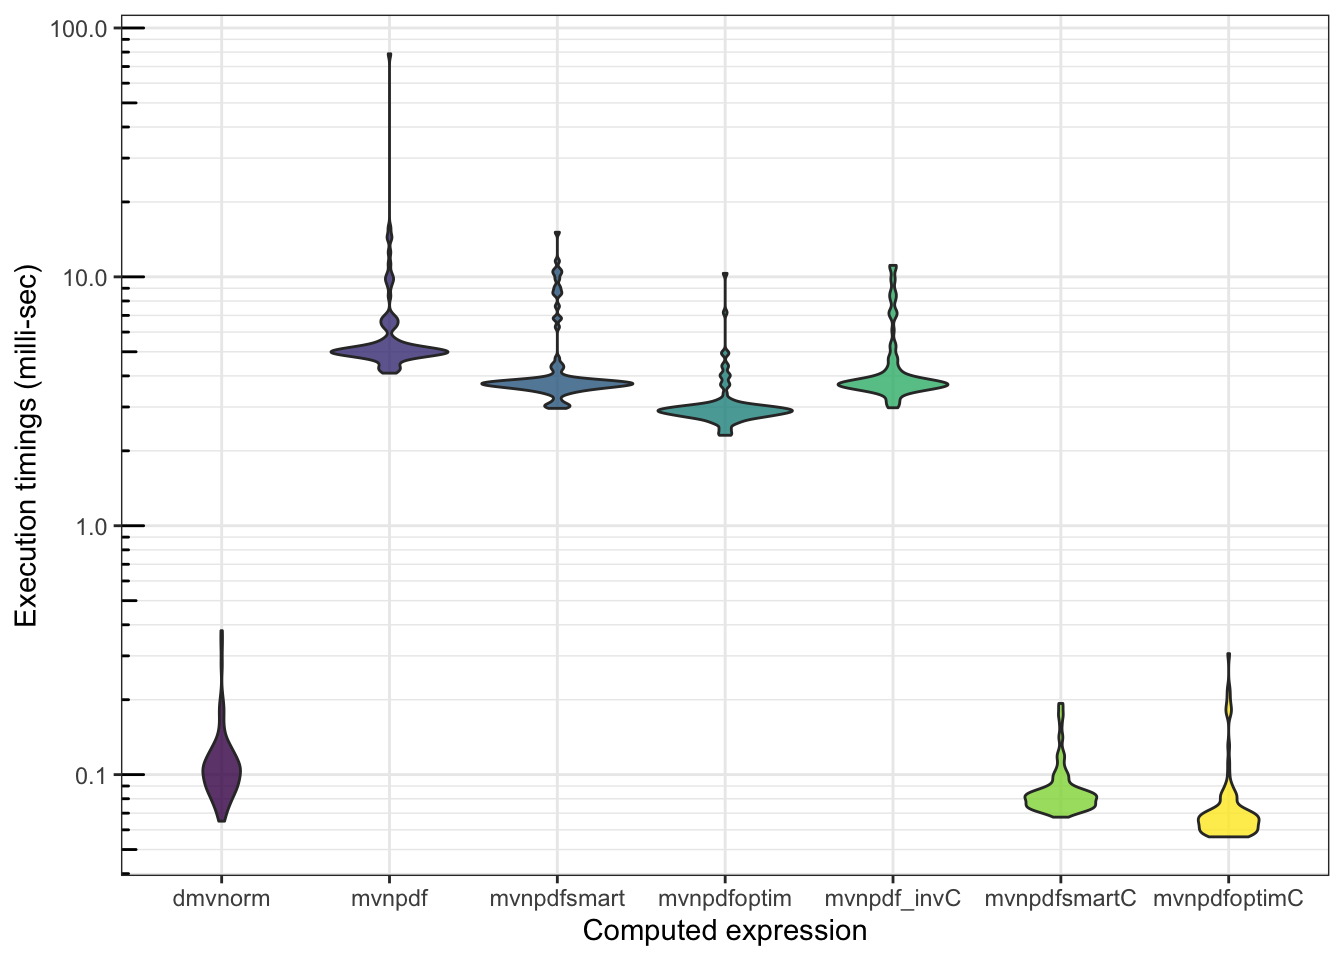 Execution timings (milli-sec)
100.0
10.0
1.0
0.1
dmvnorm
mvnpdf
mvnpdfsmart
mvnpdfoptim
mvnpdf_invC
mvnpdfsmartC
mvnpdfoptimC
Computed expression